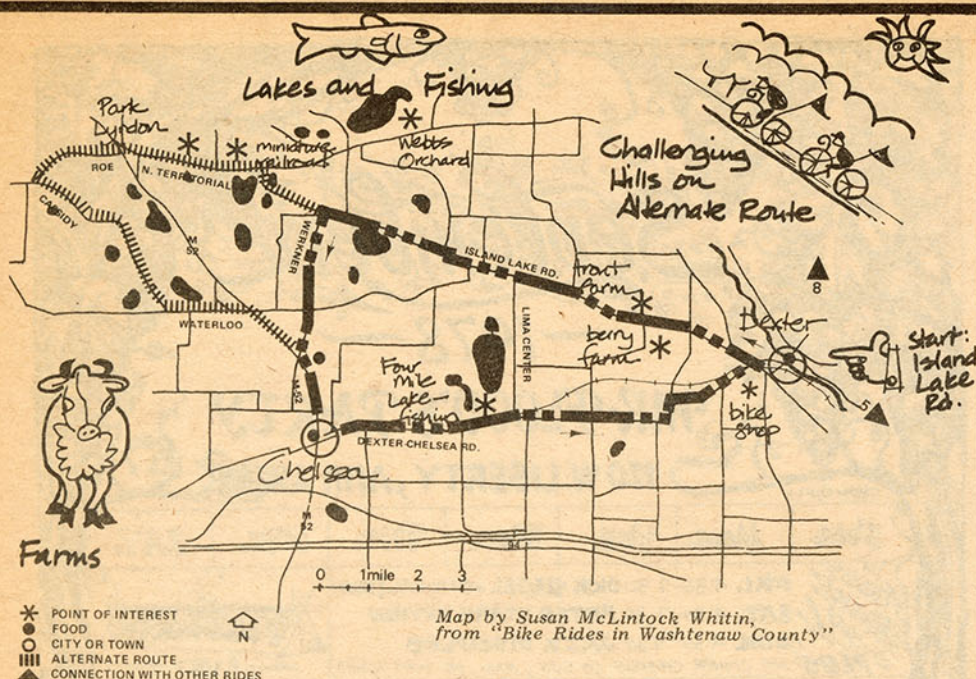 Lakes and Fishing
Park
Lyndon
miniature
railroad
Webbs
Orchard
Challenging
Hills on
Alternate Route
ROE
N. TERRITORIAL
CASSIDY
M
52
WERKNER
ISLAND LAKE RD.
trout
farm
8
WATERLOO
LIMA CENTER
berry
farm
Dexter
start:
Island
Lake
Rd.
Four
Mile
Lake-
fishing
M-52
5
bike
shop
DEXTER-CHELSEA RD.
Chelsea
M
52
94
Farms
0 1mile 2 3
POINT OF INTEREST
FOOD
CITY OR TOWN
ALTERNATE ROUTE
CONNECTION WITH OTHER RIDES
N
Map by Susan McLintock Whitin,
from "Bike Rides in Washtenaw County"